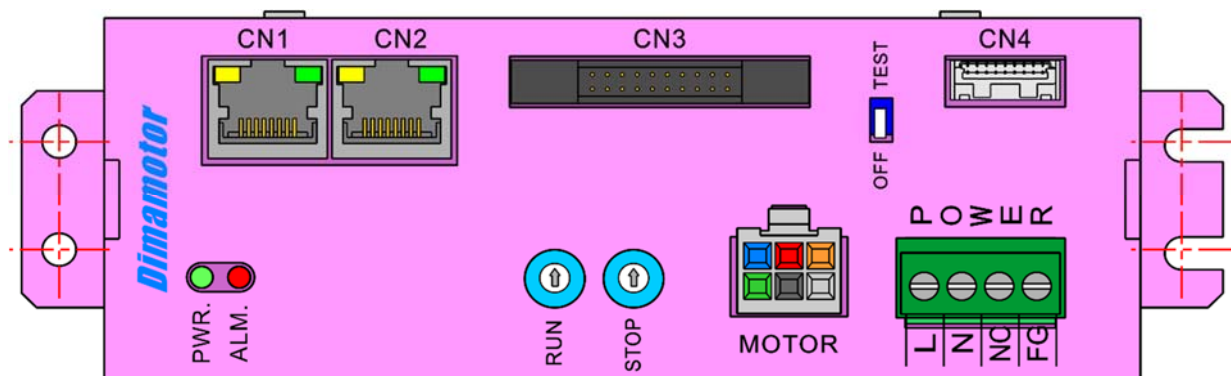 CN1
CN2
CN3
CN4
TEST
OFF
Dimamotor
PWR.
ALM.
RUN
STOP
MOTOR
POWER
L
N
NC
FG